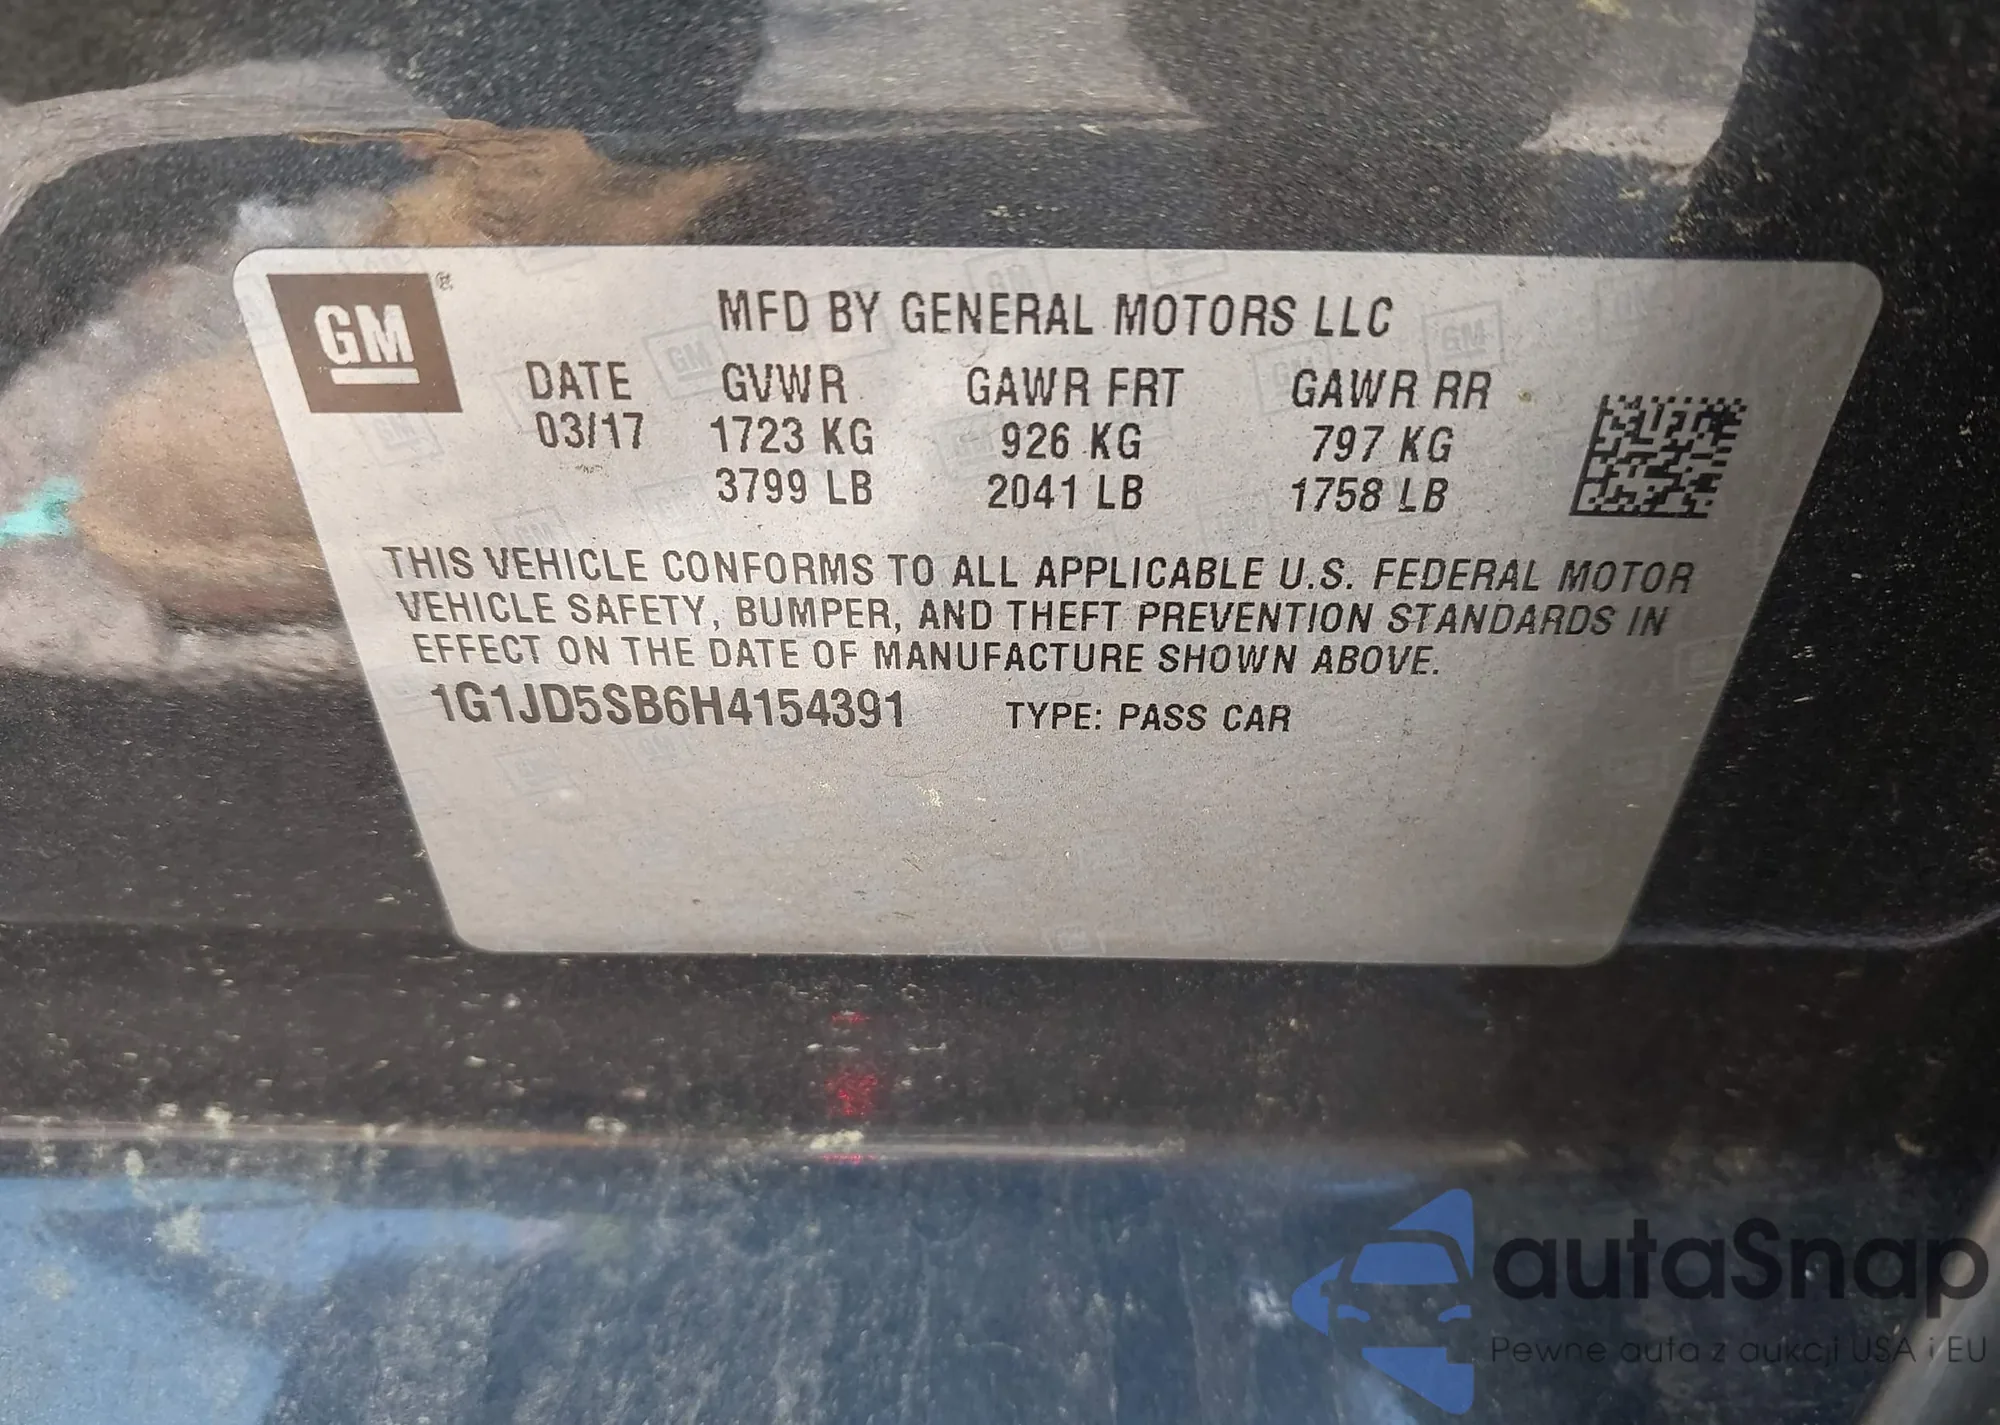 GM ®
MFD BY GENERAL MOTORS LLC
DATE GVWR GAWR FRT GAWR RR
03/17 1723 KG 926 KG 797 KG
3799 LB 2041 LB 1758 LB
THIS VEHICLE CONFORMS TO ALL APPLICABLE U.S. FEDERAL MOTOR
VEHICLE SAFETY, BUMPER, AND THEFT PREVENTION STANDARDS IN
EFFECT ON THE DATE OF MANUFACTURE SHOWN ABOVE.
1G1JD5SB6H4154391 TYPE: PASS CAR
autaSnap
Pewne auta z aukcji USA i EU